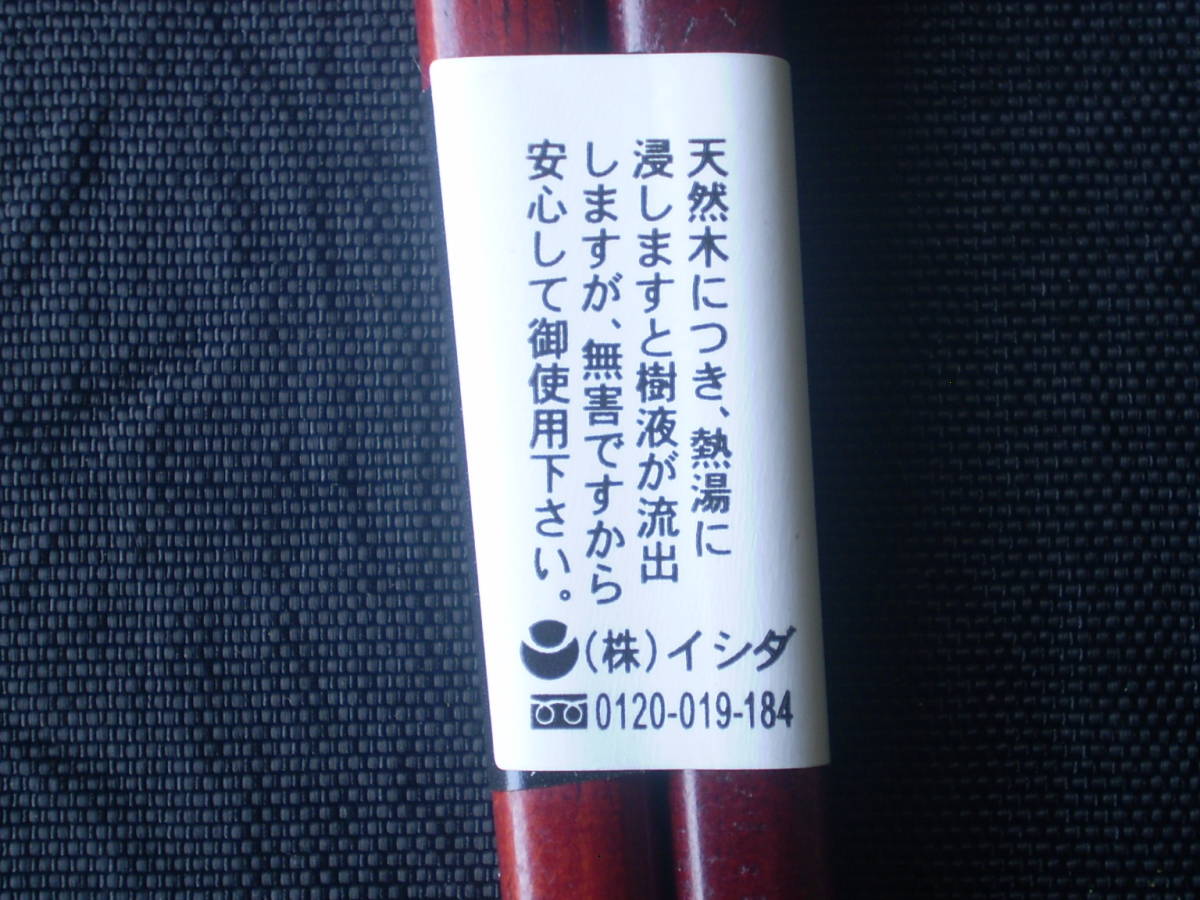 天然木につき、熱湯に
浸しますと樹液が流出
しますが、無害ですから
安心して御使用下さい。
(株)イシダ
0120-019-184